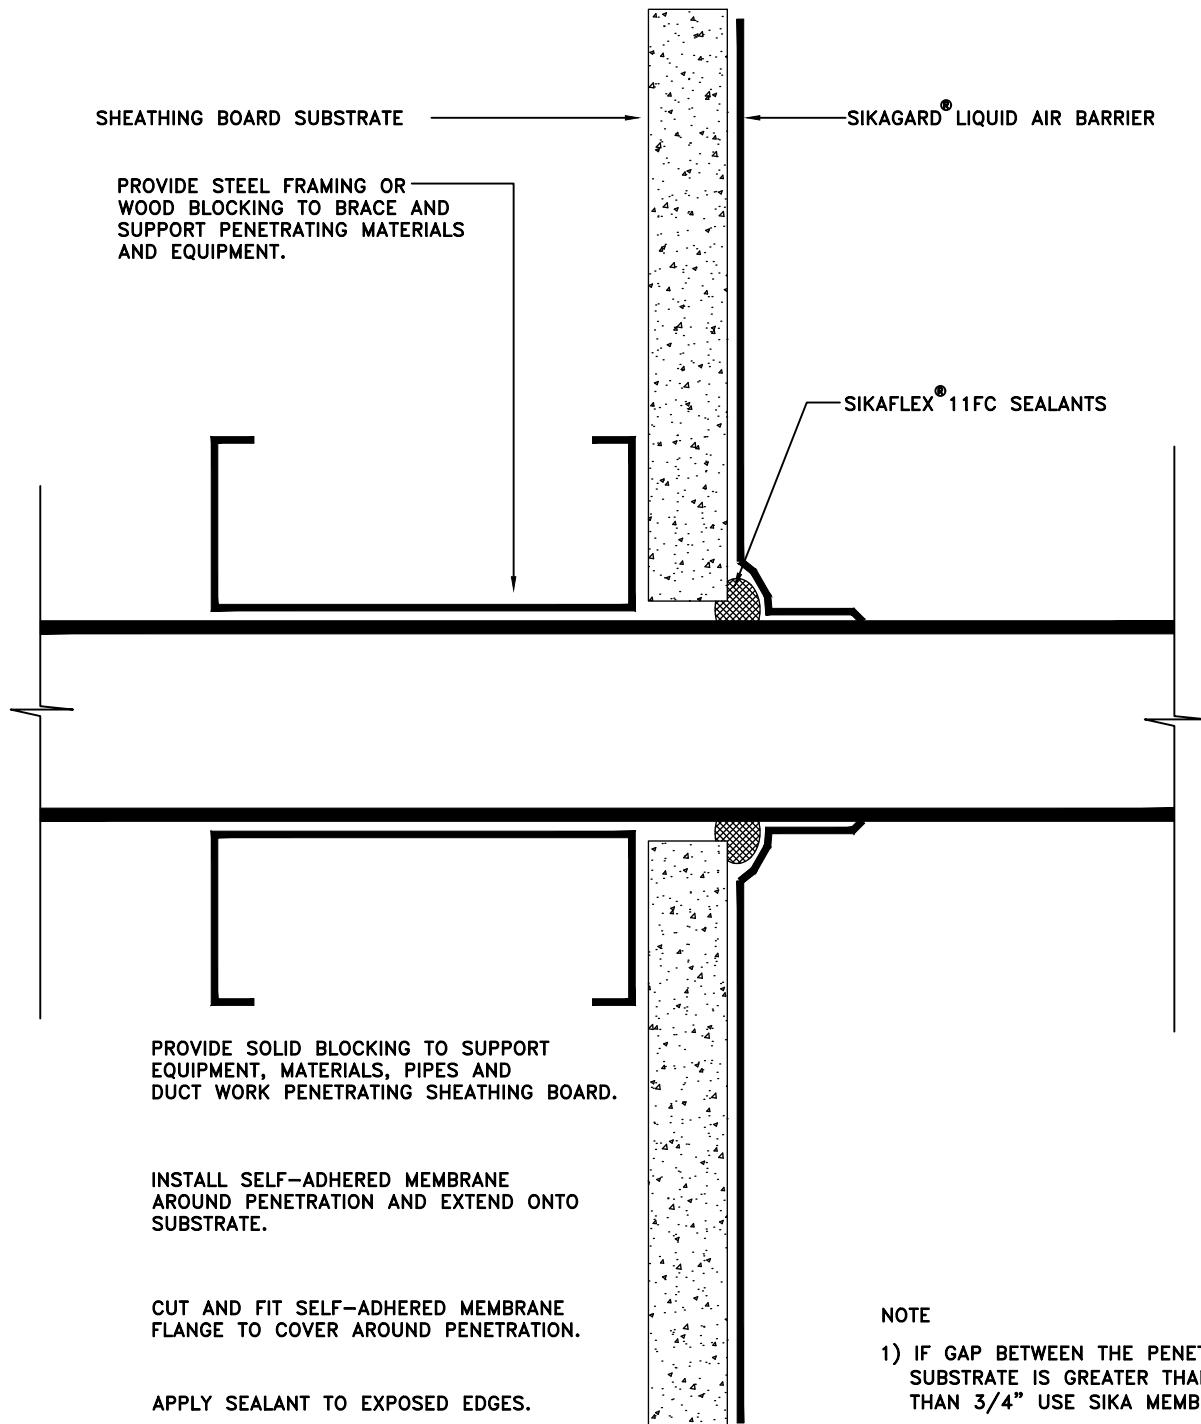 SHEATHING BOARD SUBSTRATE
SIKAGARD® LIQUID AIR BARRIER
PROVIDE STEEL FRAMING OR
WOOD BLOCKING TO BRACE AND
SUPPORT PENETRATING MATERIALS
AND EQUIPMENT.
SIKAFLEX® 11FC SEALANTS
PROVIDE SOLID BLOCKING TO SUPPORT
EQUIPMENT, MATERIALS, PIPES AND
DUCT WORK PENETRATING SHEATHING BOARD.
INSTALL SELF-ADHERED MEMBRANE
AROUND PENETRATION AND EXTEND ONTO
SUBSTRATE.
CUT AND FIT SELF-ADHERED MEMBRANE
FLANGE TO COVER AROUND PENETRATION.
APPLY SEALANT TO EXPOSED EDGES.
NOTE
1) IF GAP BETWEEN THE
SUBSTRATE IS GREATER
THAN 3/4" USE SIKA